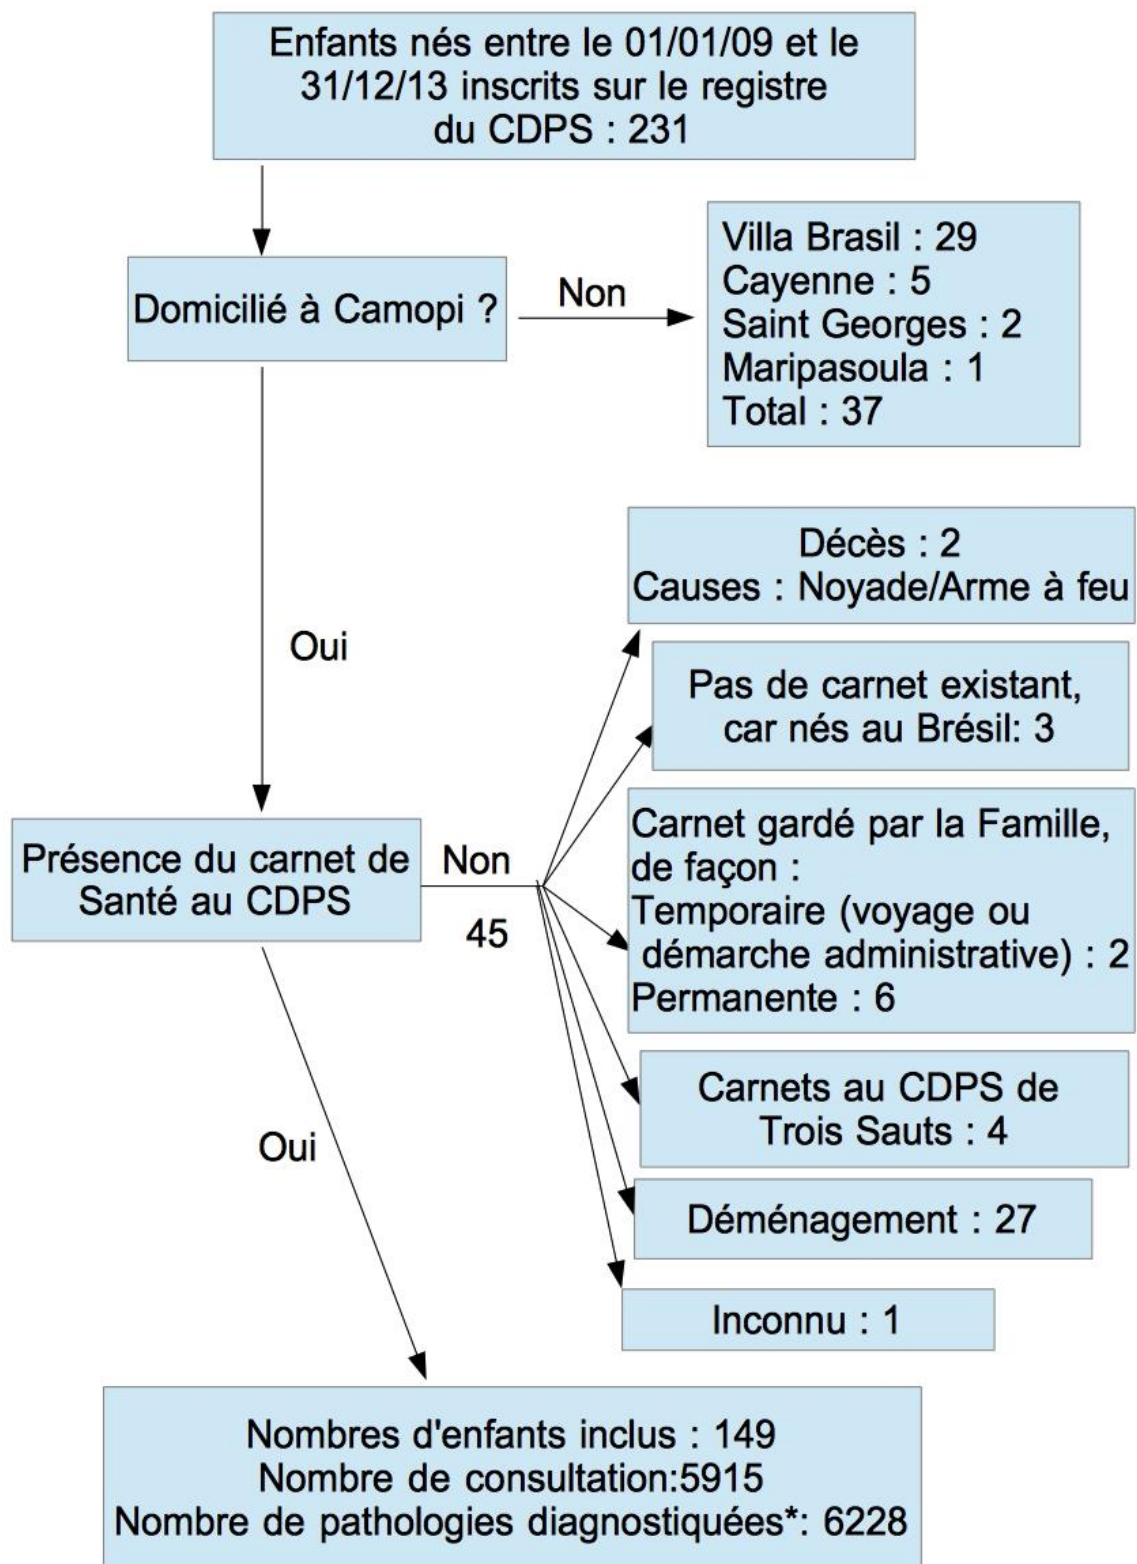 Enfants nés entre le 01/01/09 et le
31/12/13 inscrits sur le registre
du CDPS : 231
Domicilié à Camopi ?
Non
Villa Brasil : 29
Cayenne : 5
Saint Georges : 2
Maripasoula : 1
Total : 37
Oui
Décès : 2
Causes : Noyade/Arme à feu
Pas de carnet existant,
car nés au Brésil: 3
Présence du carnet de
Santé au CDPS
Non
45
Carnet gardé par la Famille,
de façon :
Temporaire (voyage ou
démarche administrative) : 2
Permanente : 6
Carnets au CDPS de
Trois Sauts : 4
Déménagement : 27
Inconnu : 1
Oui
Nombres d'enfants inclus : 149
Nombre de consultation:5915
Nombre de pathologies diagnostiquées*: 6228